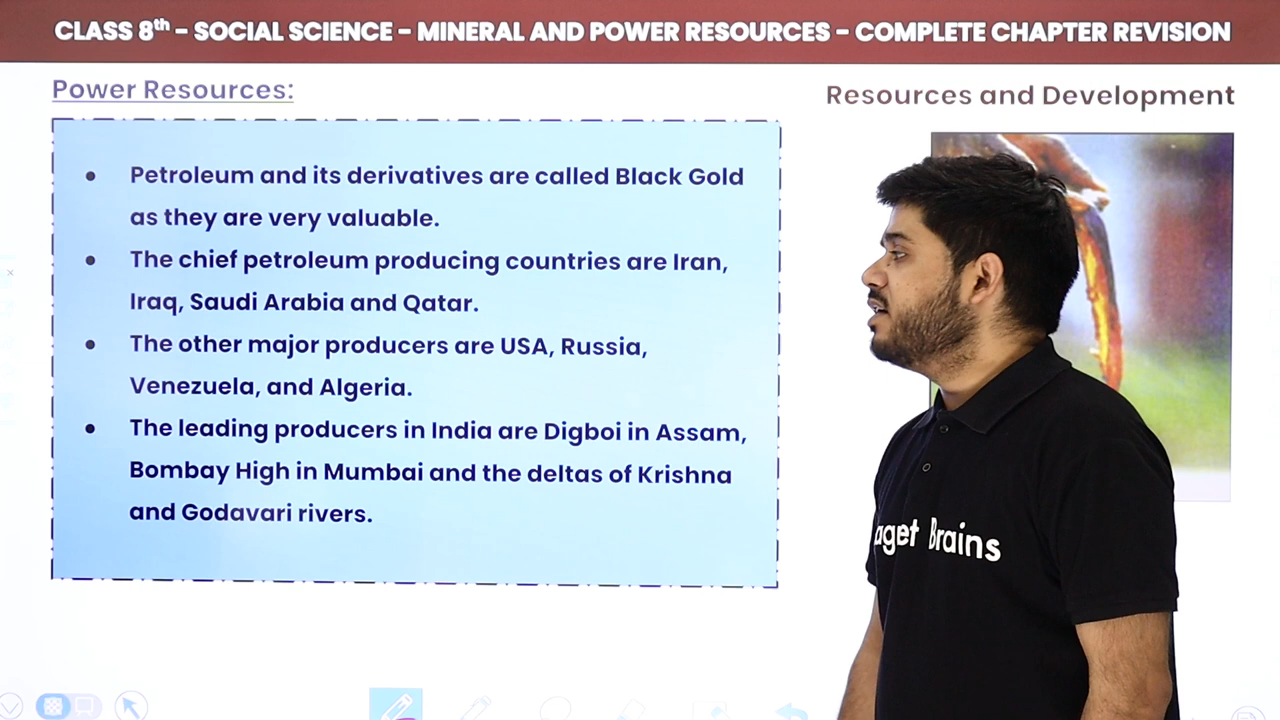 CLASS 8th – SOCIAL SCIENCE – MINERAL AND POWER RESOURCES – COMPLETE CHAPTER REVISION
Power Resources:
Resources and Development
• Petroleum and its derivatives are called Black Gold
as they are very valuable.
• The chief petroleum producing countries are Iran,
Iraq, Saudi Arabia and Qatar.
• The other major producers are USA, Russia,
Venezuela, and Algeria.
• The leading producers in India are Digboi in Assam,
Bombay High in Mumbai and the deltas of Krishna
and Godavari rivers.
aget Brains